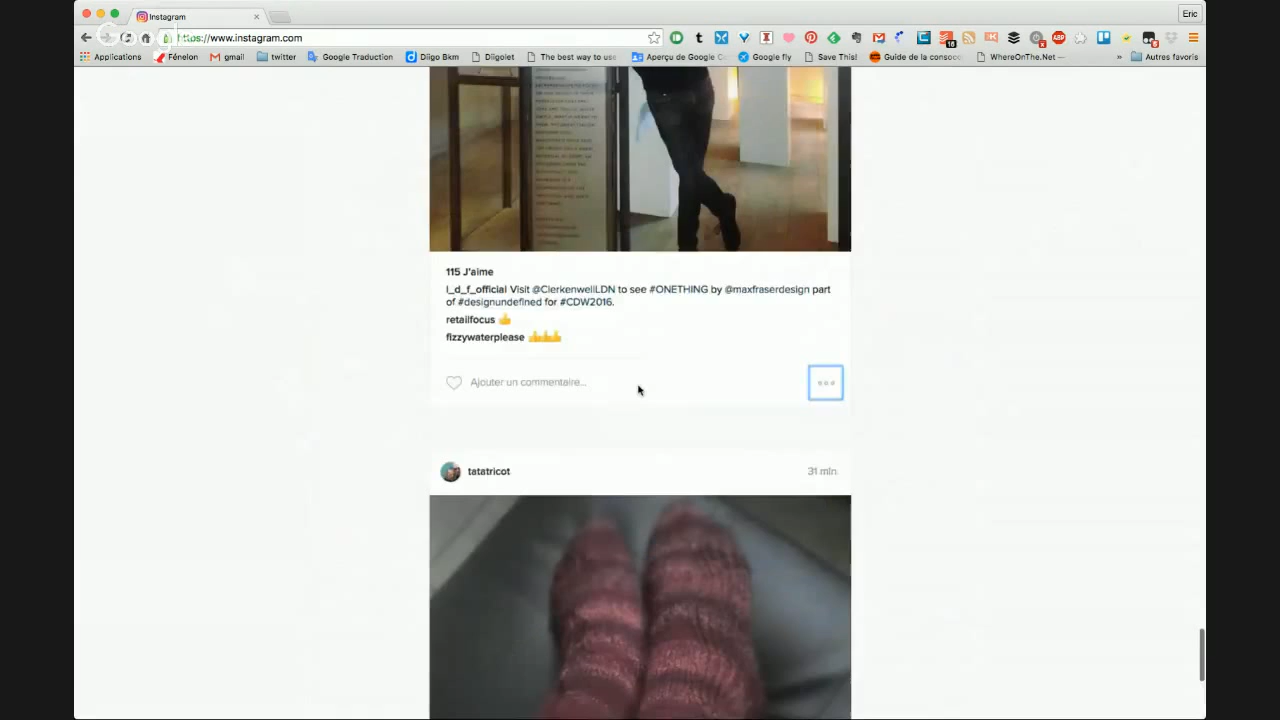 Instagram
Eric
https://www.instagram.com
Applications Fénelon gmail twitter Google Traduction Diigo Bkm Diigolet The best way to use Aperçu de Google C Google fly Save This! Guide de la consoc WhereOnThe.Net — » Autres favoris
115 J'aime
l_d_f_official Visit @ClerkenwellLDN to see #ONETHING by @maxfraserdesign part
of #designundefined for #CDW2016.
retailfocus 👍
fizzywaterplease 👍👍👍
Ajouter un commentaire...
tatatricot 31 min